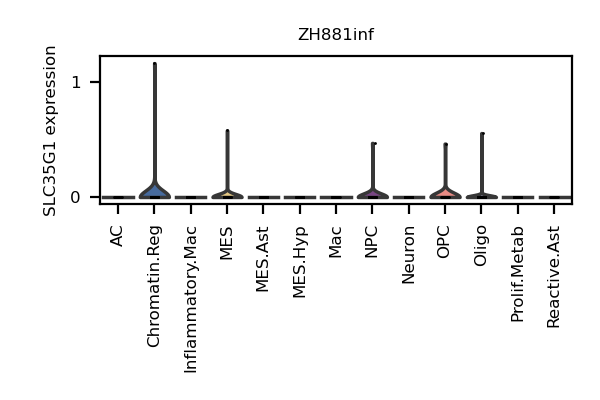 ZH881inf
SLC35G1 expression
1
0
AC
Chromatin.Reg
Inflammatory.Mac
MES
MES.Ast
MES.Hyp
Mac
NPC
Neuron
OPC
Oligo
Prolif.Metab
Reactive.Ast